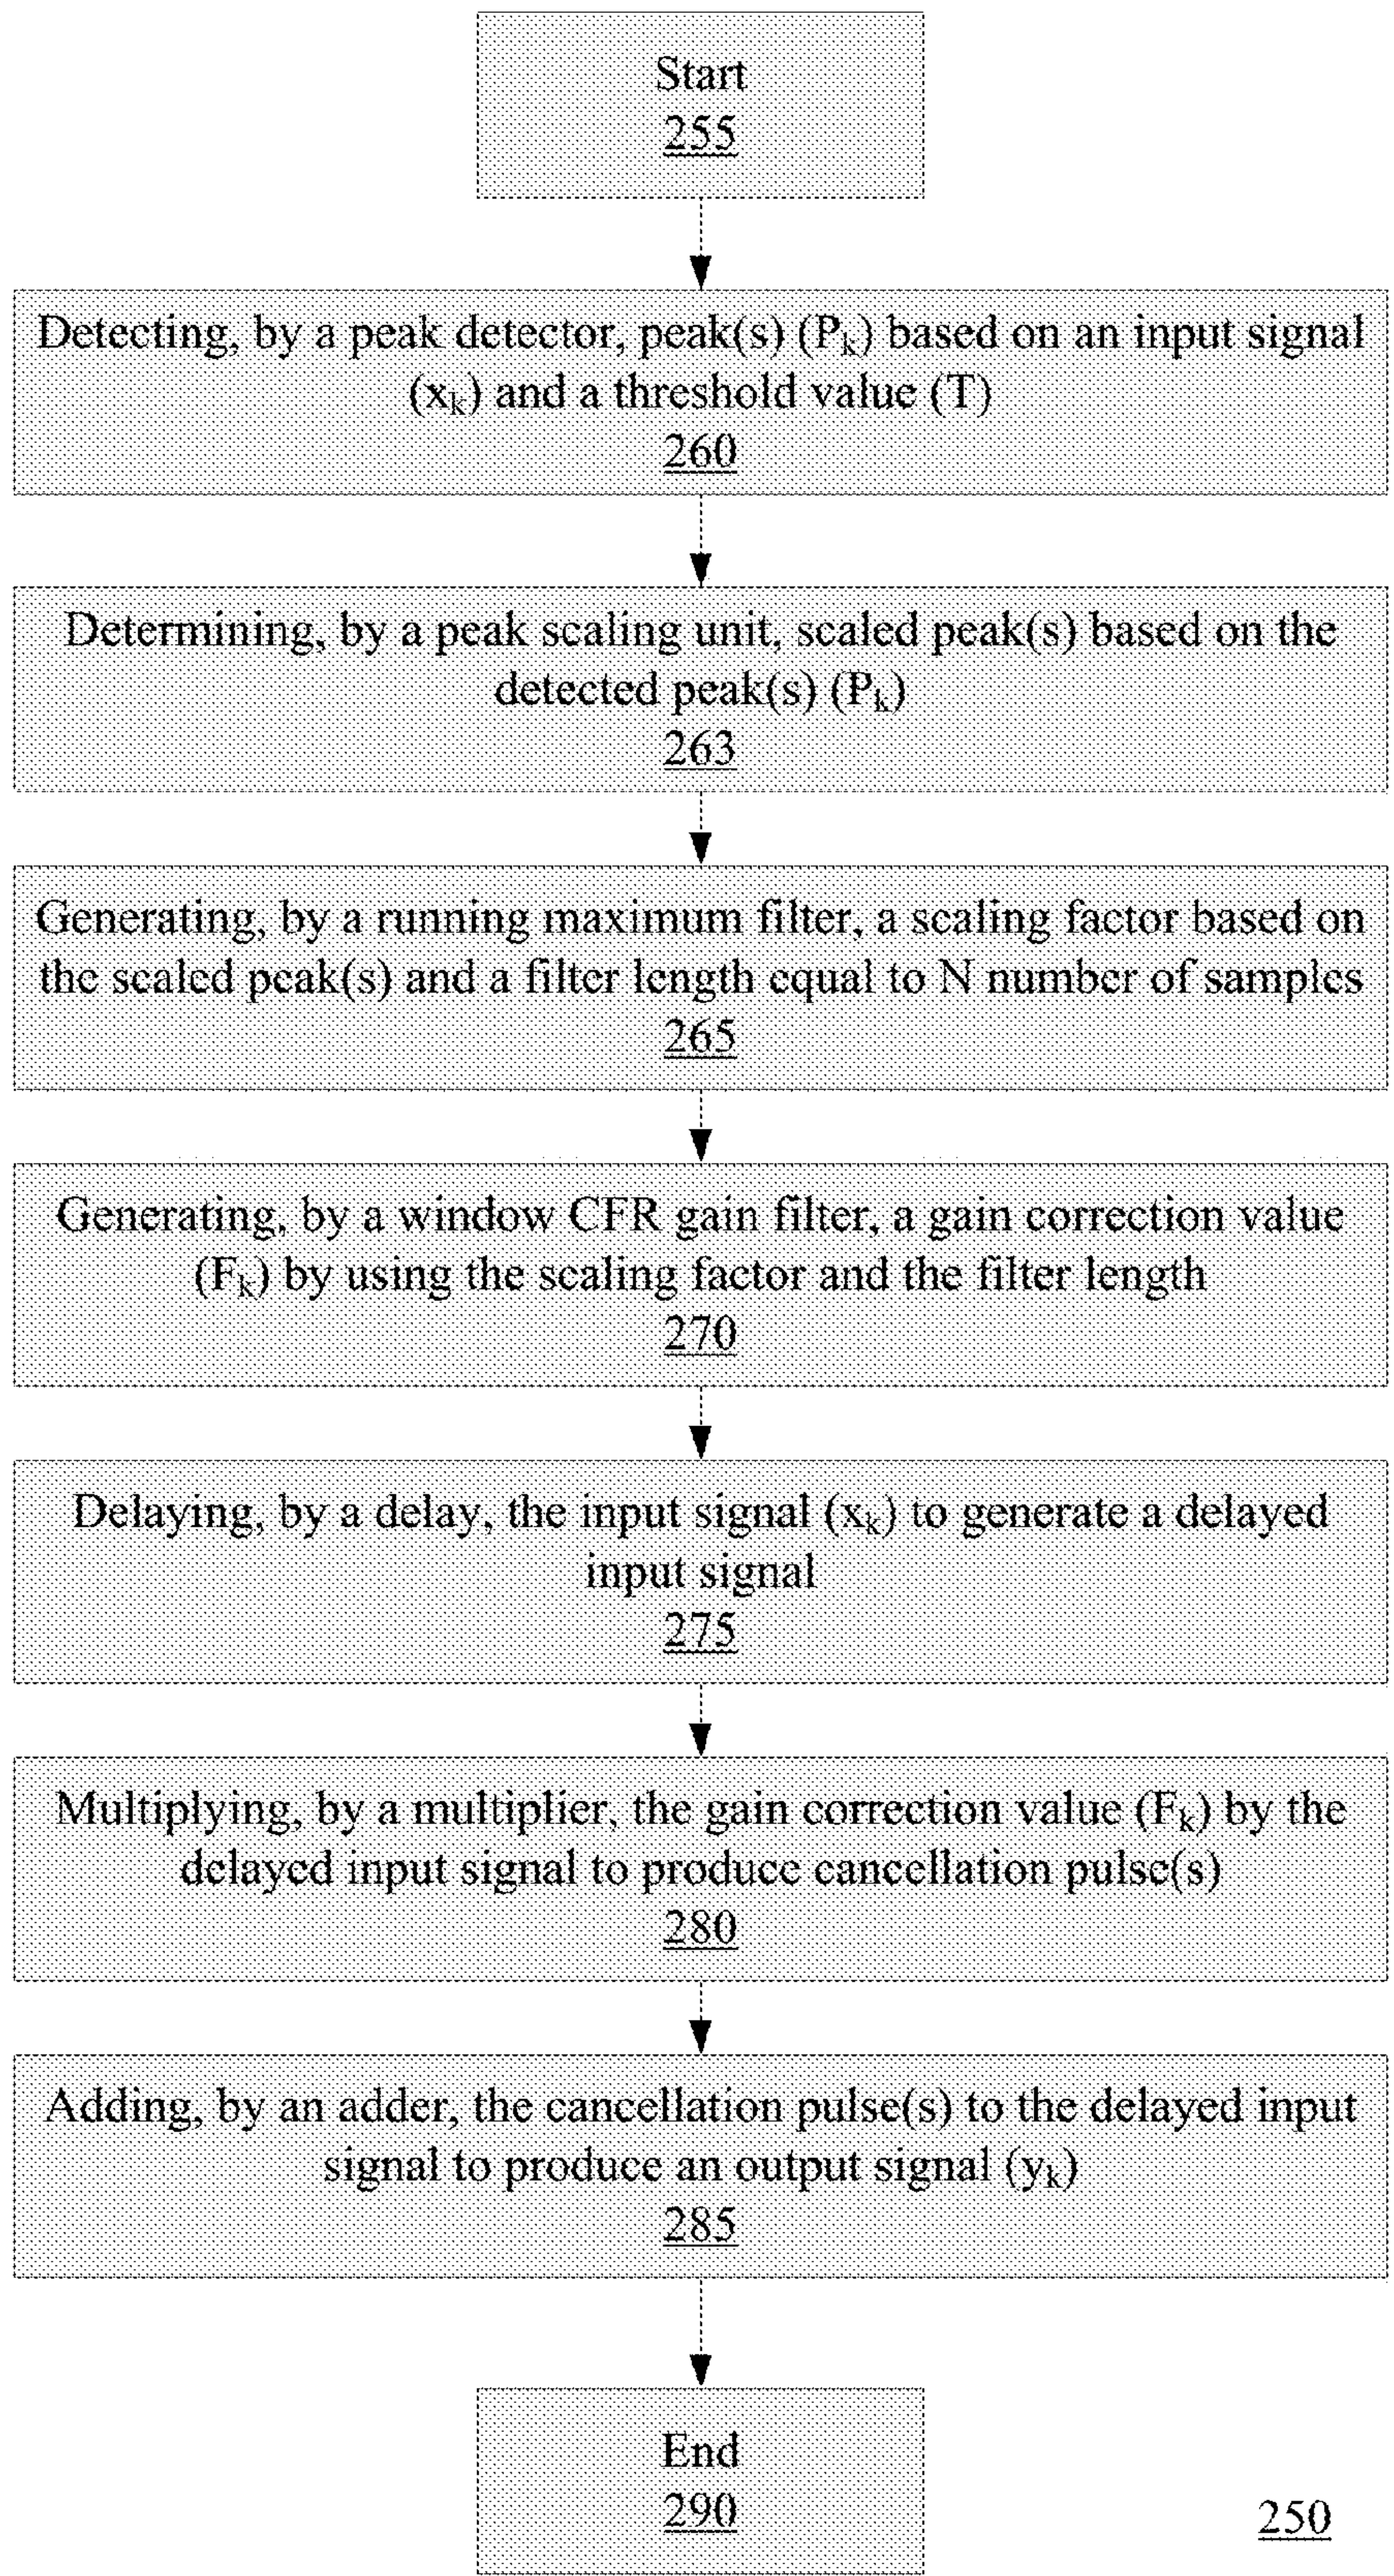 Start
255
Detecting, by a peak detector, peak(s) (Pk) based on an input signal
(xk) and a threshold value (T)
260
Determining, by a peak scaling unit, scaled peak(s) based on the
detected peak(s) (Pk)
263
Generating, by a running maximum filter, a scaling factor based on
the scaled peak(s) and a filter length equal to N number of samples
265
Generating, by a window CFR gain filter, a gain correction value
(Fk) by using the scaling factor and the filter length
270
Delaying, by a delay, the input signal (xk) to generate a delayed
input signal
275
Multiplying, by a multiplier, the gain correction value (Fk) by the
delayed input signal to produce cancellation pulse(s)
280
Adding, by an adder, the cancellation pulse(s) to the delayed input
signal to produce an output signal (yk)
285
End
290
250